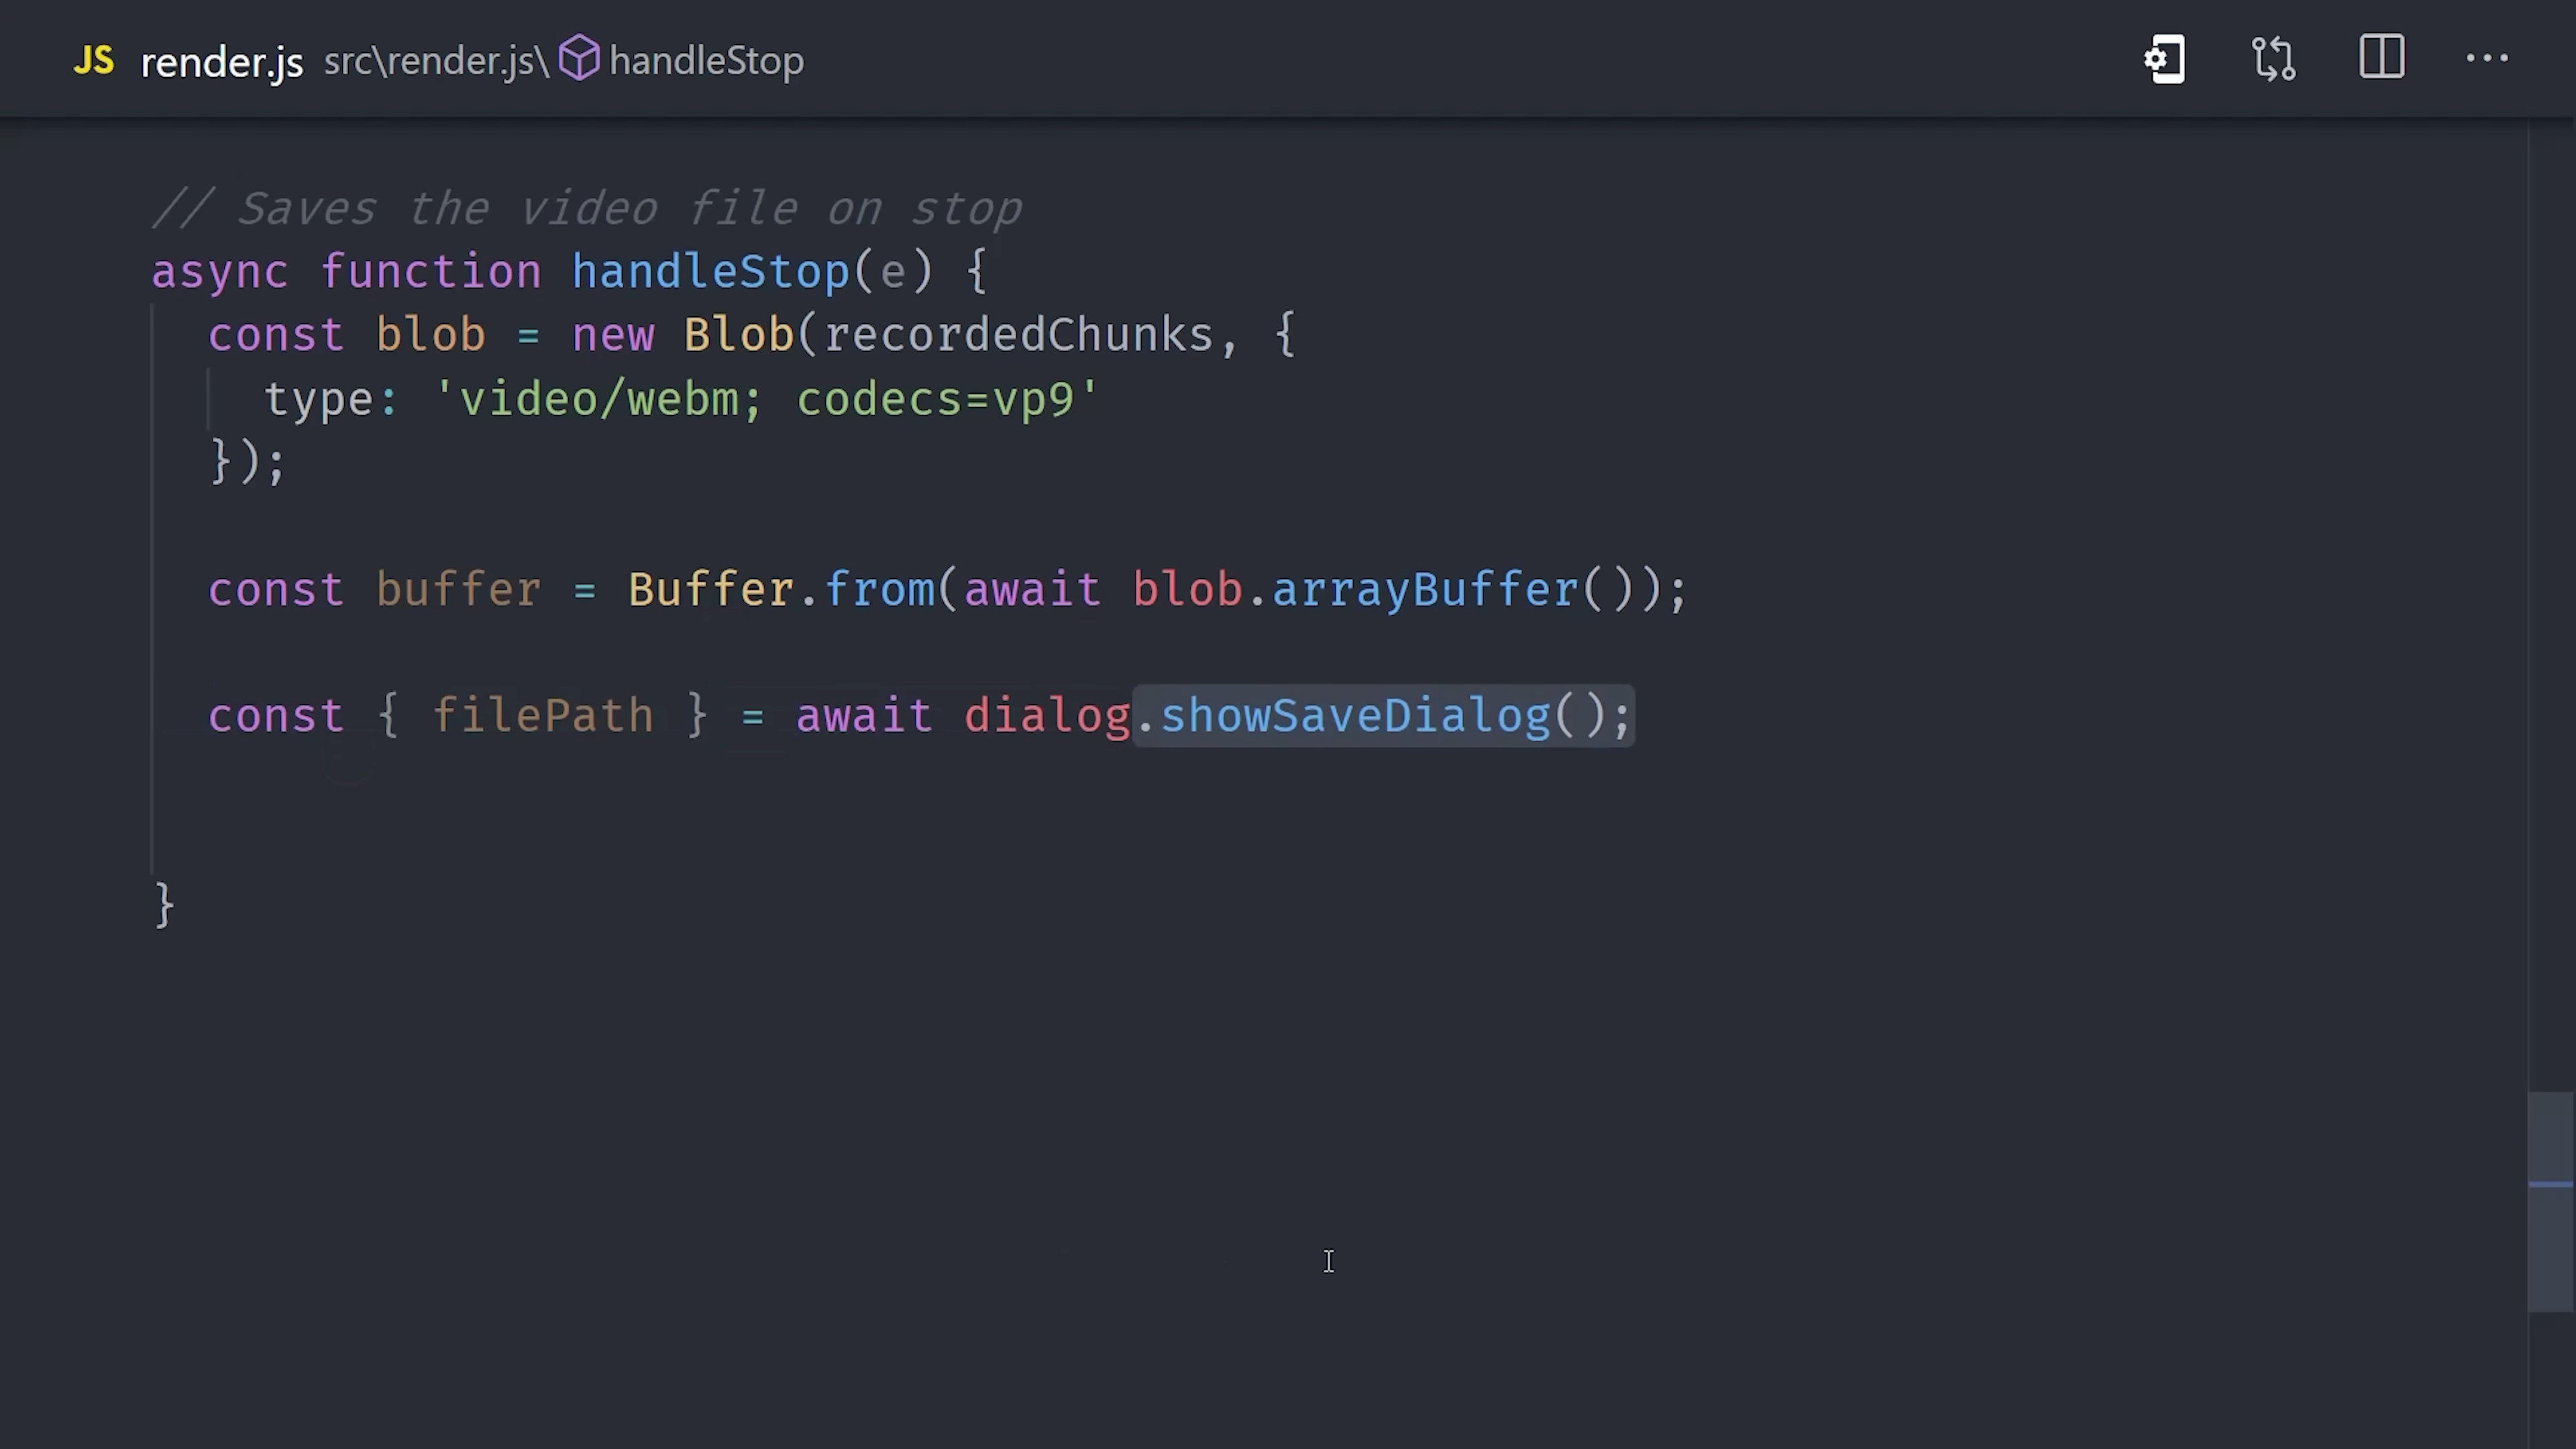 JS render.js src\render.js\ handleStop
// Saves the video file on stop
async function handleStop(e) {
const blob = new Blob(recordedChunks, {
type: 'video/webm; codecs=vp9'
});
const buffer = Buffer.from(await blob.arrayBuffer());
const { filePath } = await dialog.showSaveDialog();
}